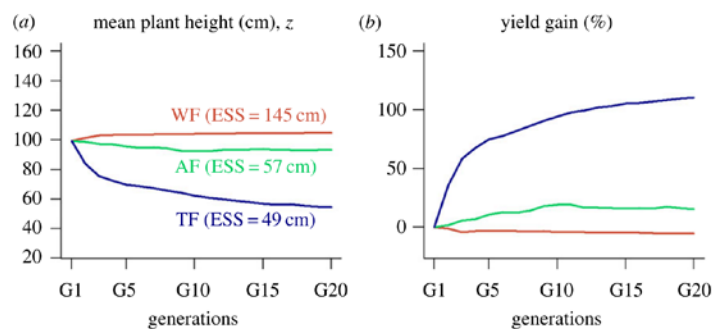 (a) mean plant height (cm), z
160
140
120
100
80
60
40
20
WF (ESS = 145 cm)
AF (ESS = 57 cm)
TF (ESS = 49 cm)
G1 G5 G10 G15 G20
generations
(b) yield gain (%)
150
100
50
0
G1 G5 G10 G15 G20
generations